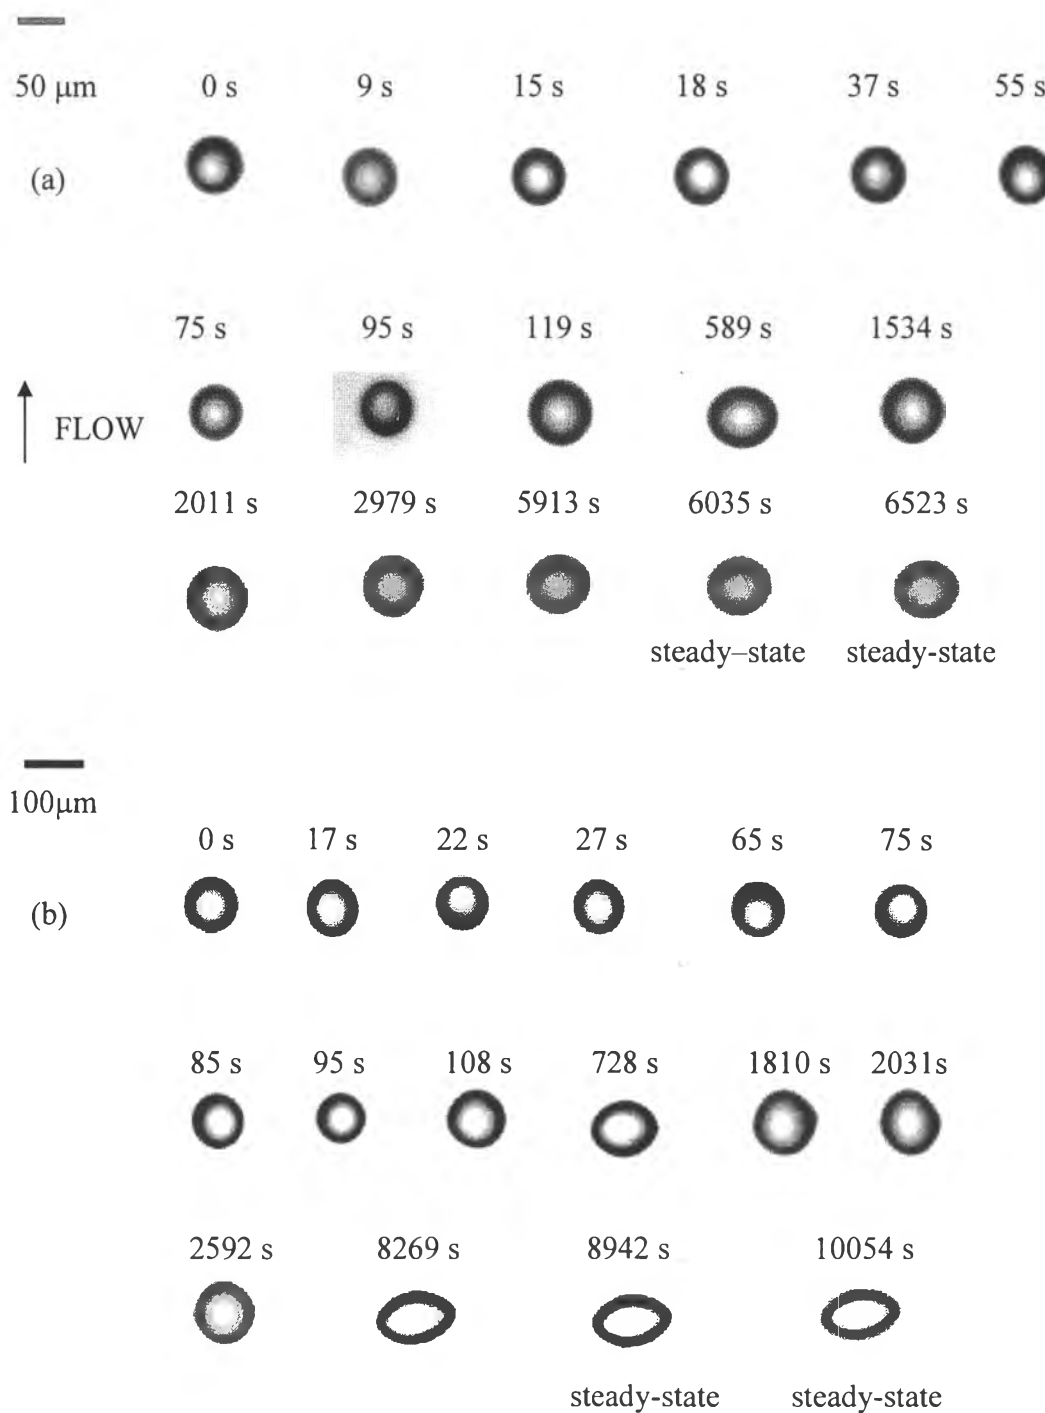 50 μm 0 s 9 s 15 s 18 s 37 s 55 s
(a)
75 s 95 s 119 s 589 s 1534 s
FLOW
2011 s 2979 s 5913 s 6035 s 6523 s
steady–state steady-state
100μm
0 s 17 s 22 s 27 s 65 s 75 s
(b)
85 s 95 s 108 s 728 s 1810 s 2031s
2592 s 8269 s 8942 s 10054 s
steady-state steady-state